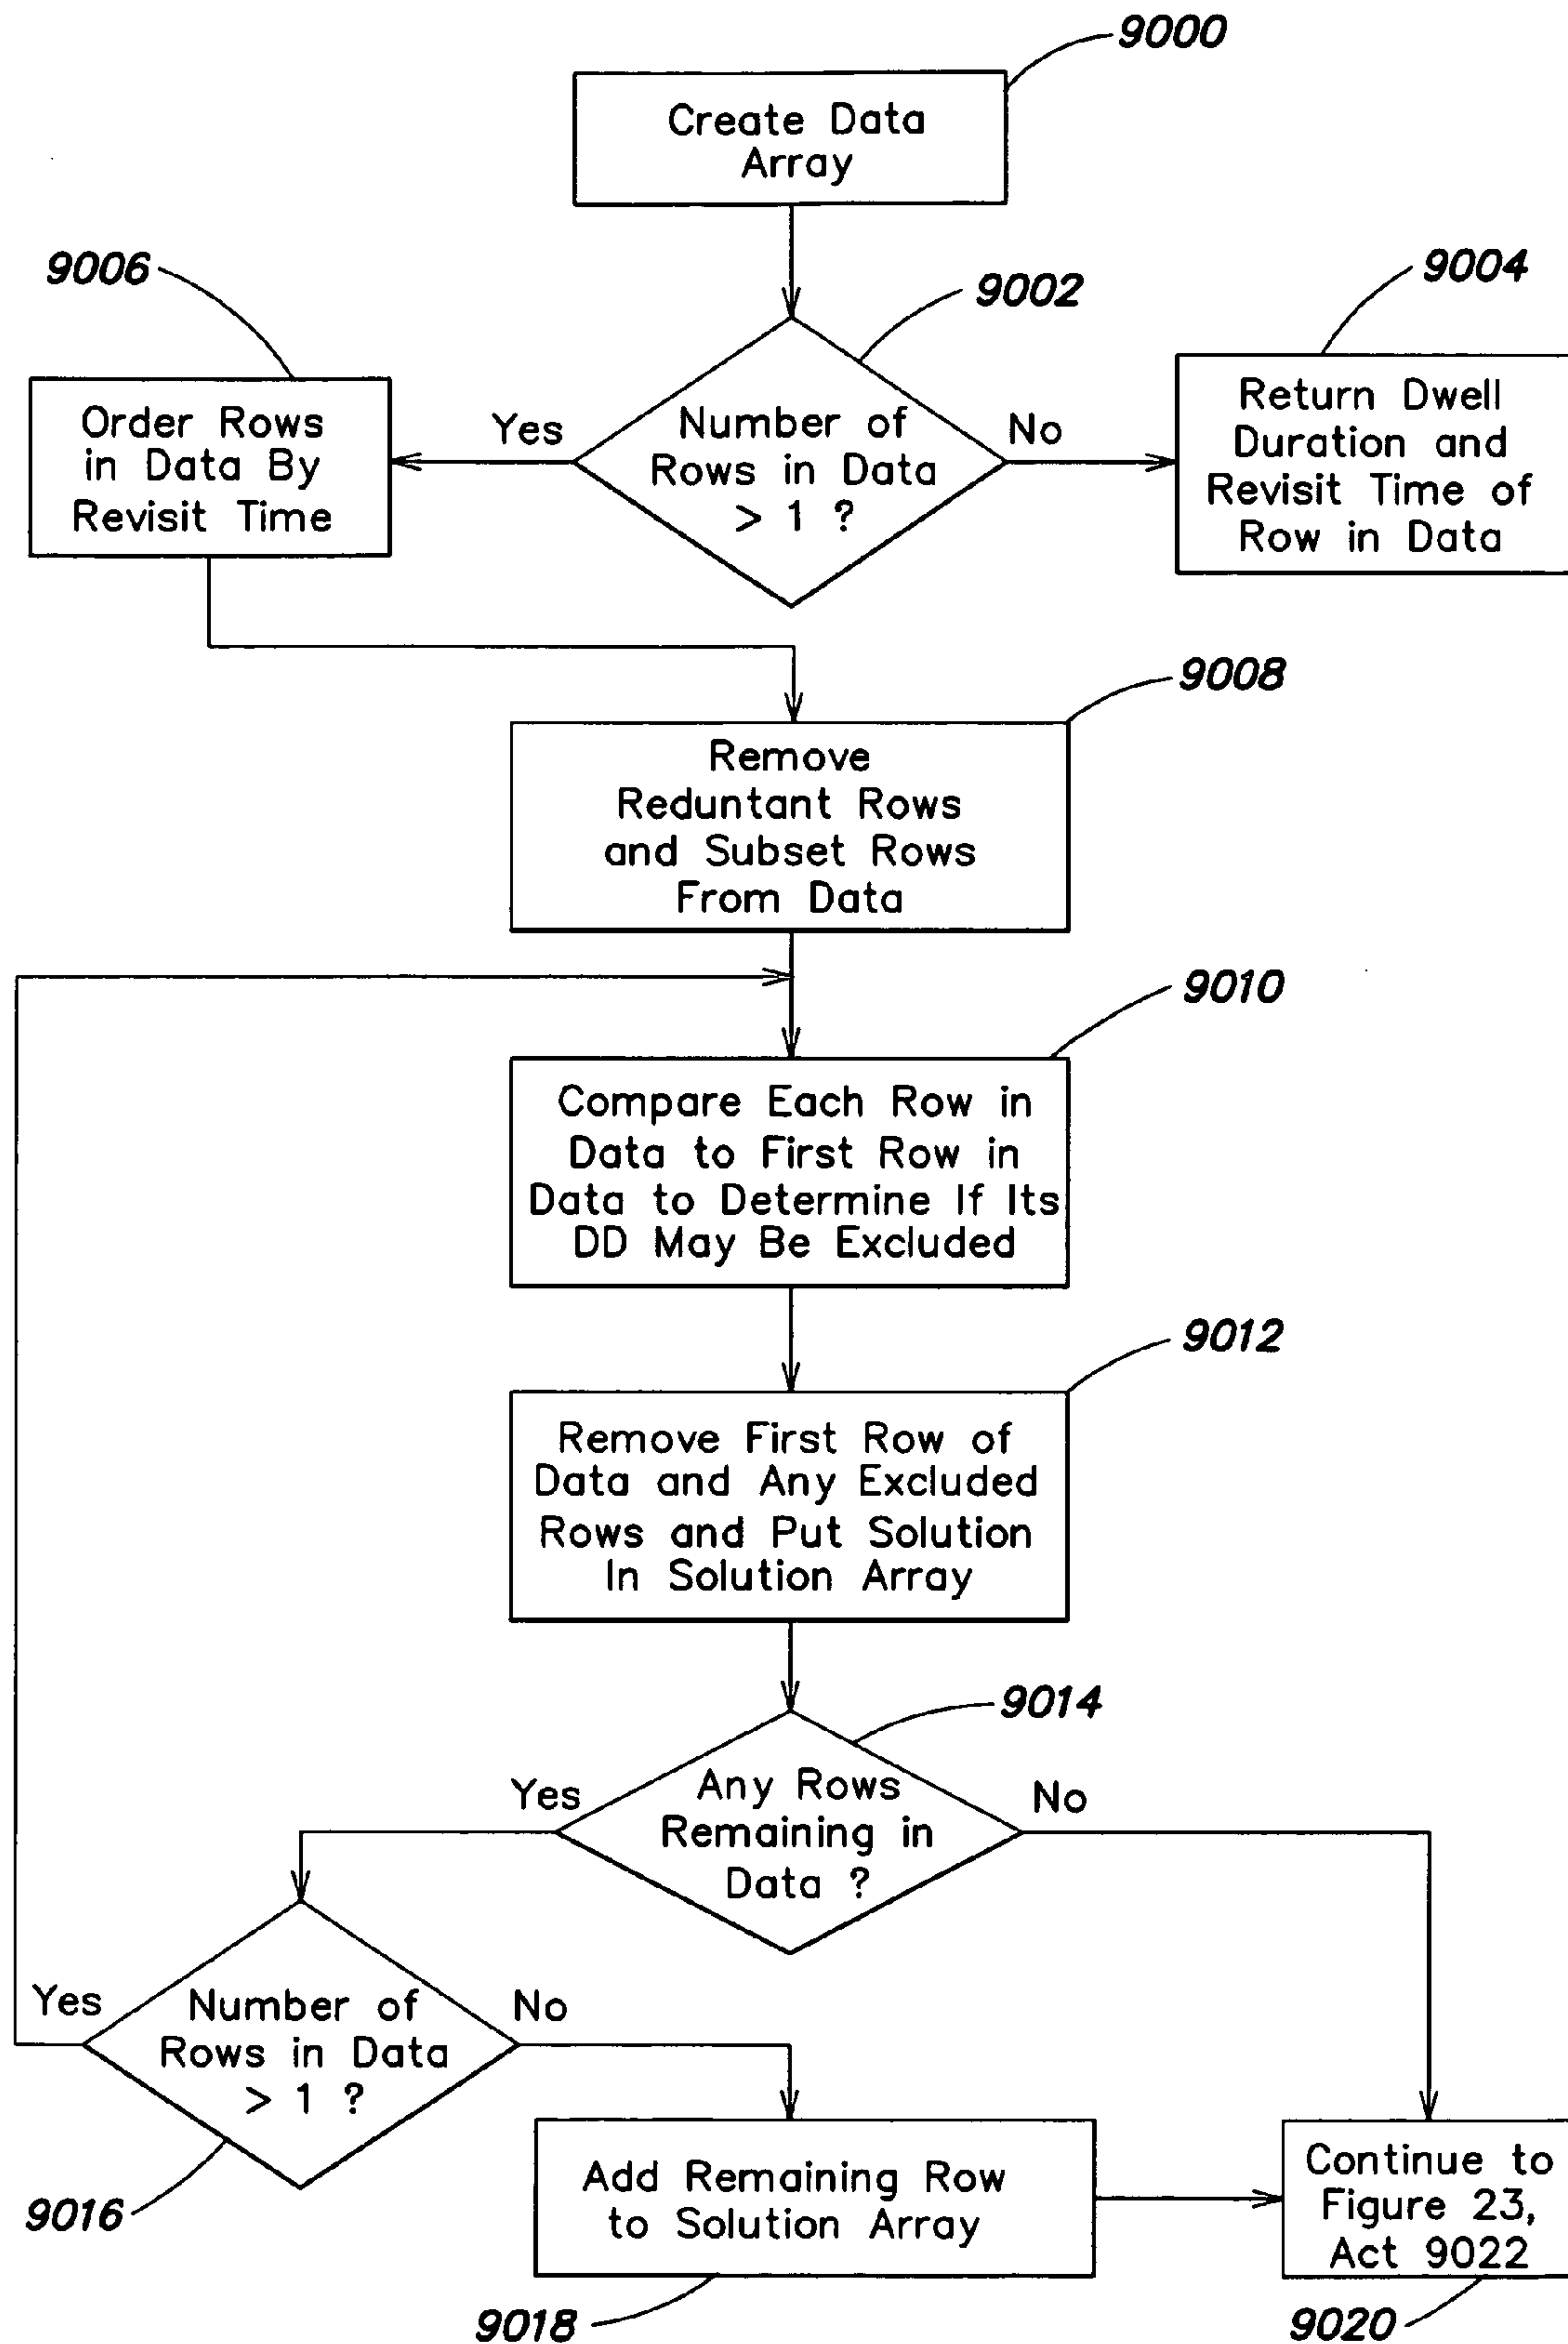 9000
Create Data
Array
9006
9002
9004
Order Rows
in Data By
Revisit Time
Yes
Number of
Rows in Data
> 1 ?
No
Return Dwell
Duration and
Revisit Time of
Row in Data
9008
Remove
Reduntant Rows
and Subset Rows
From Data
9010
Compare Each Row in
Data to First Row in
Data to Determine If Its
DD May Be Excluded
9012
Remove First Row of
Data and Any Excluded
Rows and Put Solution
In Solution Array
9014
Yes
Any Rows
Remaining in
Data ?
No
Yes
Number of
Rows in Data
> 1 ?
No
9016
Add Remaining Row
to Solution Array
9018
Continue to
Figure 23,
Act 9022
9020